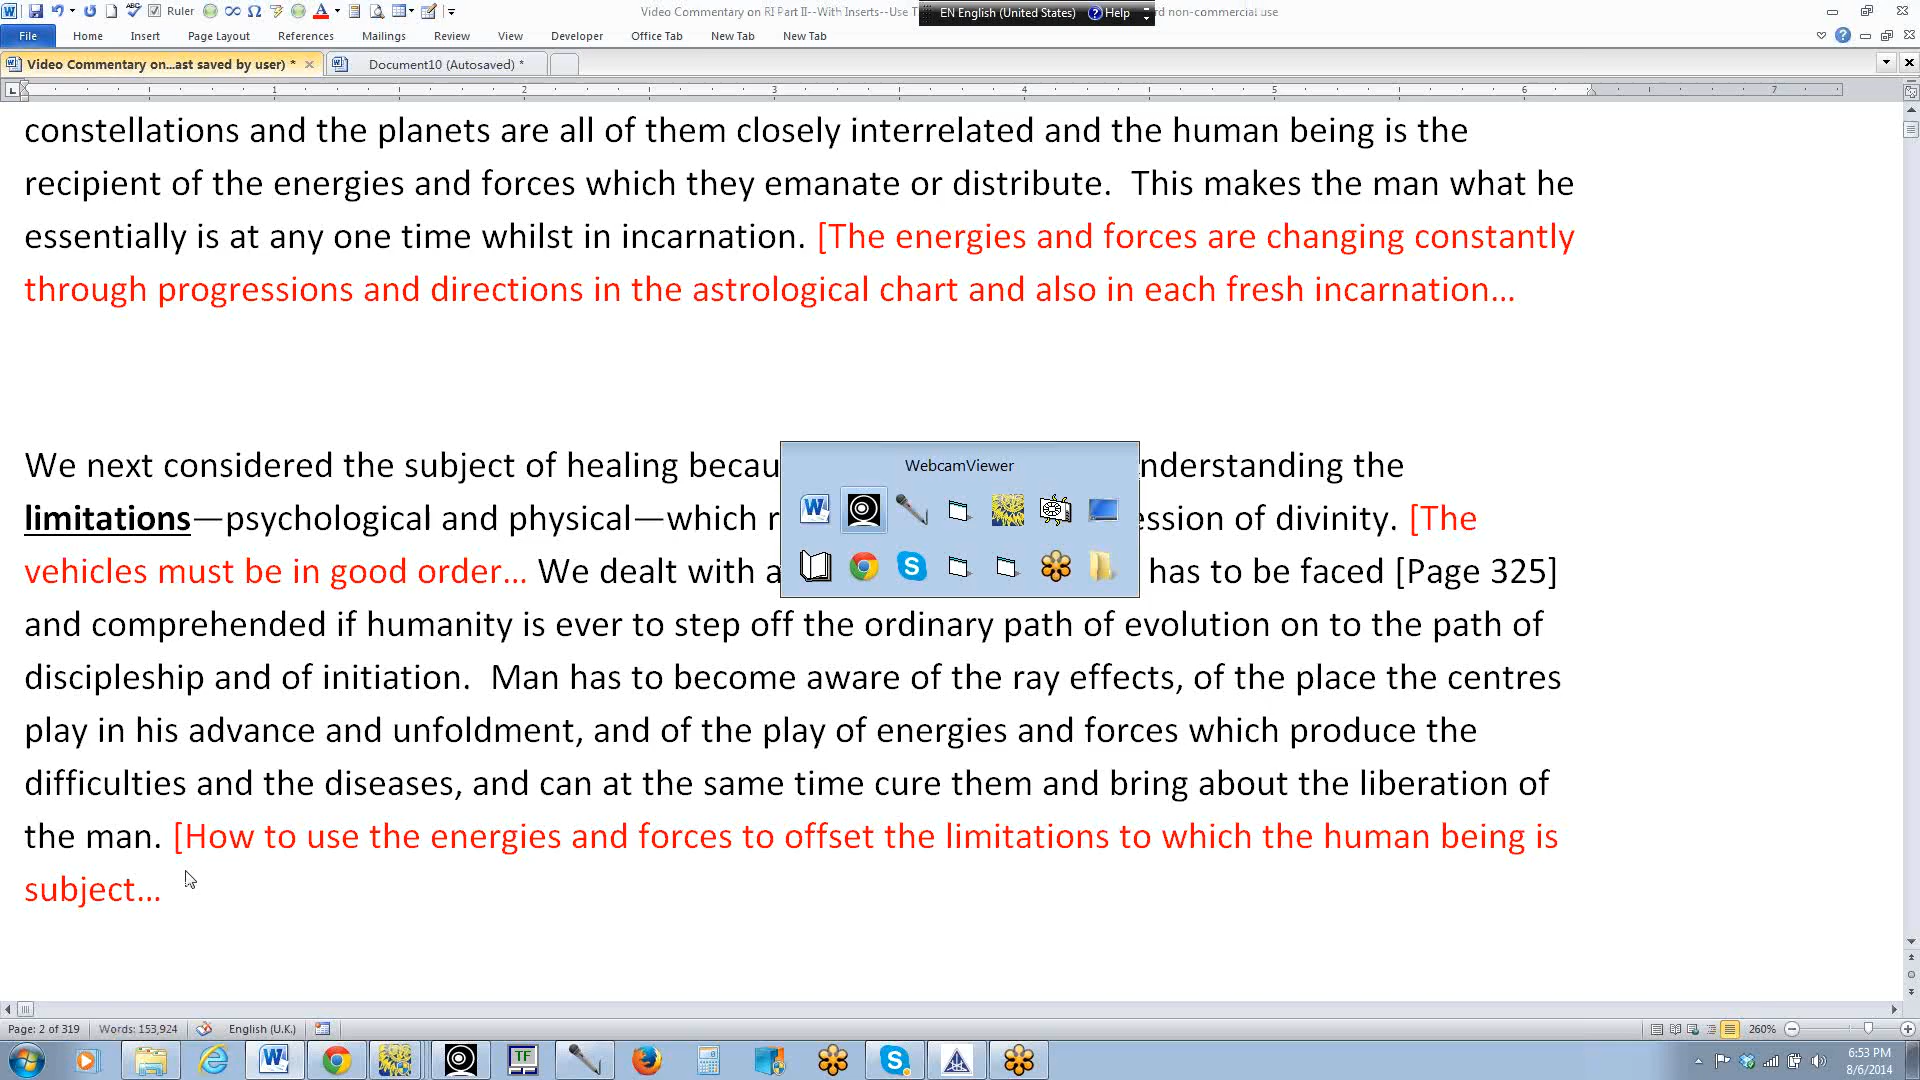 Video Commentary on RI Part II--With Inserts--Use T
EN English (United States)
Help
rd non-commercial use
Ruler
File
Home
Insert
Page Layout
References
Mailings
Review
View
Developer
Office Tab
New Tab
New Tab
Video Commentary on...ast saved by user) *
Document10 (Autosaved) *
1 2 3 4 5 6 7
constellations and the planets are all of them closely interrelated and the human being is the
recipient of the energies and forces which they emanate or distribute.  This makes the man what he
essentially is at any one time whilst in incarnation. [The energies and forces are changing constantly
through progressions and directions in the astrological chart and also in each fresh incarnation…
We next considered the subject of healing becau nderstanding the
limitations—psychological and physical—which r ession of divinity. [The
vehicles must be in good order… We dealt with a has to be faced [Page 325]
and comprehended if humanity is ever to step off the ordinary path of evolution on to the path of
discipleship and of initiation.  Man has to become aware of the ray effects, of the place the centres
play in his advance and unfoldment, and of the play of energies and forces which produce the
difficulties and the diseases, and can at the same time cure them and bring about the liberation of
the man. [How to use the energies and forces to offset the limitations to which the human being is
subject…
WebcamViewer
Page: 2 of 319
Words: 153,924
English (U.K.)
260%
TF
6:53 PM
8/6/2014